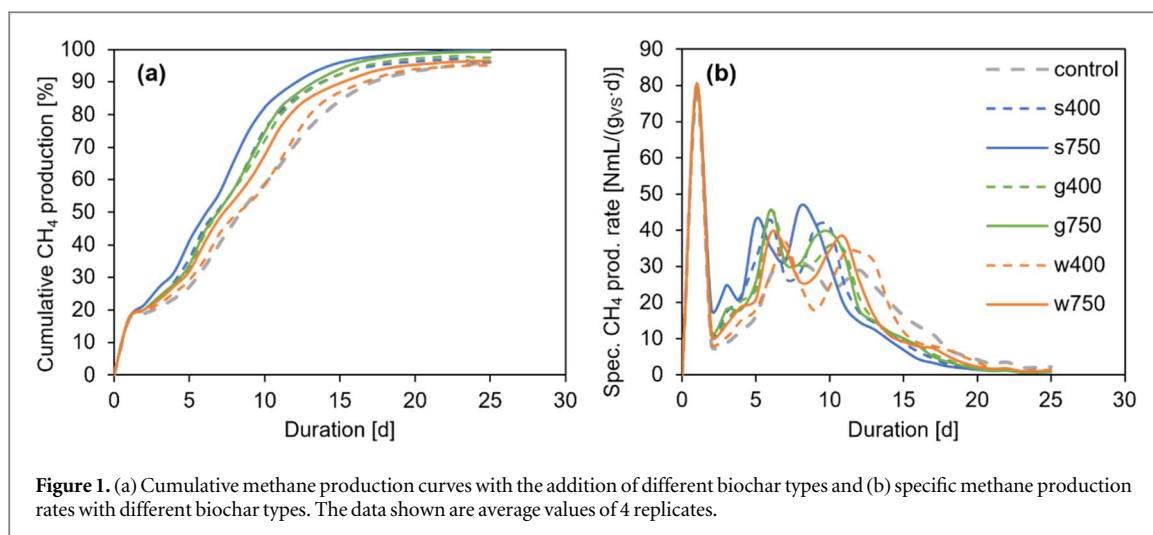 (a)
Cumulative CH₄ production [%]
100
90
80
70
60
50
40
30
20
10
0
0 5 10 15 20 25 30
Duration [d]
(b)
Spec. CH₄ prod. rate [NmL/(gVS·d)]
90
80
70
60
50
40
30
20
10
0
0 5 10 15 20 25 30
Duration [d]
control
s400
s750
g400
g750
w400
w750
Figure 1. (a) Cumulative methane production curves with the addition of different biochar types and (b) specific methane production
rates with different biochar types. The data shown are average values of 4 replicates.